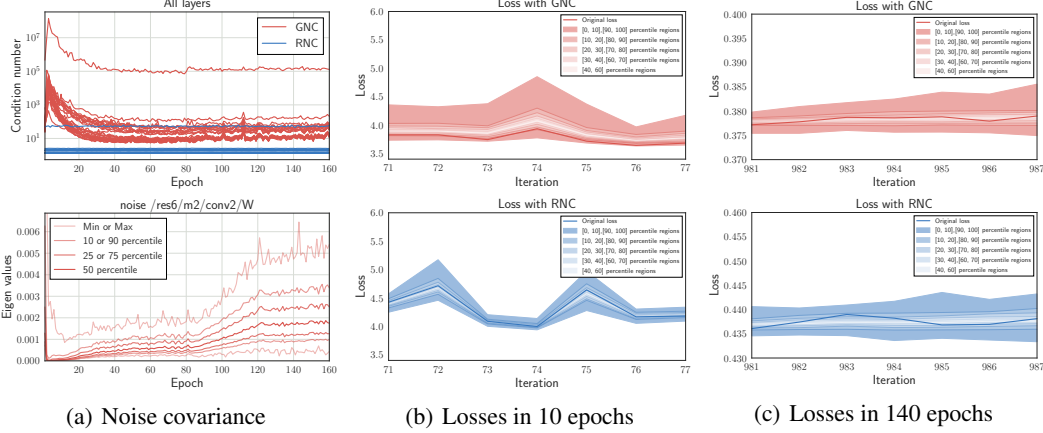 All layers
Condition number
10^7
10^5
10^3
10^1
GNC
RNC
0 20 40 60 80 100 120 140 160
Epoch
noise /res6/m2/conv2/W
Eigen values
0.006
0.005
0.004
0.003
0.002
0.001
0.000
Min or Max
10 or 90 percentile
25 or 75 percentile
50 percentile
0 20 40 60 80 100 120 140 160
Epoch
(a) Noise covariance
Loss with GNC
Loss
6.0
5.5
5.0
4.5
4.0
3.5
Original loss
[0, 10],[90, 100] percentile regions
[10, 20],[80, 90] percentile regions
[20, 30],[70, 80] percentile regions
[30, 40],[60, 70] percentile regions
[40, 60] percentile regions
71 72 73 74 75 76 77
Iteration
Loss with RNC
Loss
6.0
5.5
5.0
4.5
4.0
3.5
Original loss
[0, 10],[90, 100] percentile regions
[10, 20],[80, 90] percentile regions
[20, 30],[70, 80] percentile regions
[30, 40],[60, 70] percentile regions
[40, 60] percentile regions
71 72 73 74 75 76 77
Iteration
(b) Losses in 10 epochs
Loss with GNC
Loss
0.400
0.395
0.390
0.385
0.380
0.375
0.370
Original loss
[0, 10],[90, 100] percentile regions
[10, 20],[80, 90] percentile regions
[20, 30],[70, 80] percentile regions
[30, 40],[60, 70] percentile regions
[40, 60] percentile regions
981 982 983 984 985 986 987
Iteration
Loss with RNC
Loss
0.460
0.455
0.450
0.445
0.440
0.435
0.430
Original loss
[0, 10],[90, 100] percentile regions
[10, 20],[80, 90] percentile regions
[20, 30],[70, 80] percentile regions
[30, 40],[60, 70] percentile regions
[40, 60] percentile regions
981 982 983 984 985 986 987
Iteration
(c) Losses in 140 epochs